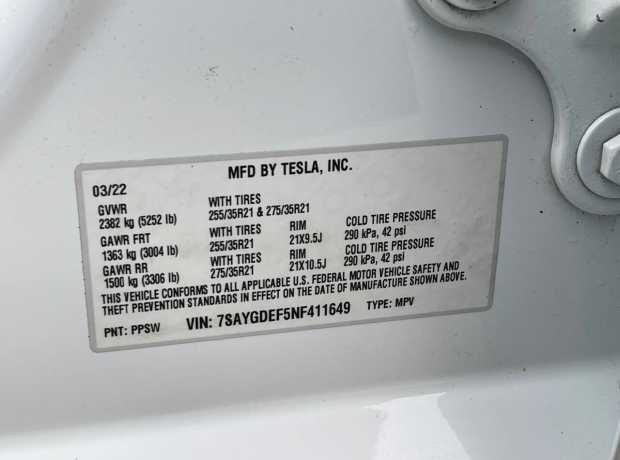 MFD BY TESLA, INC.
03/22
GVWR WITH TIRES
2382 kg (5252 lb) 255/35R21 & 275/35R21
GAWR FRT WITH TIRES RIM COLD TIRE PRESSURE
1363 kg (3004 lb) 255/35R21 21X9.5J 290 kPa, 42 psi
GAWR RR WITH TIRES RIM COLD TIRE PRESSURE
1500 kg (3306 lb) 275/35R21 21X10.5J 290 kPa, 42 psi
THIS VEHICLE CONFORMS TO ALL APPLICABLE U.S. FEDERAL MOTOR VEHICLE SAFETY AND
THEFT PREVENTION STANDARDS IN EFFECT ON THE DATE OF MANUFACTURE SHOWN ABOVE.
PNT: PPSW VIN: 7SAYGDEF5NF411649 TYPE: MPV